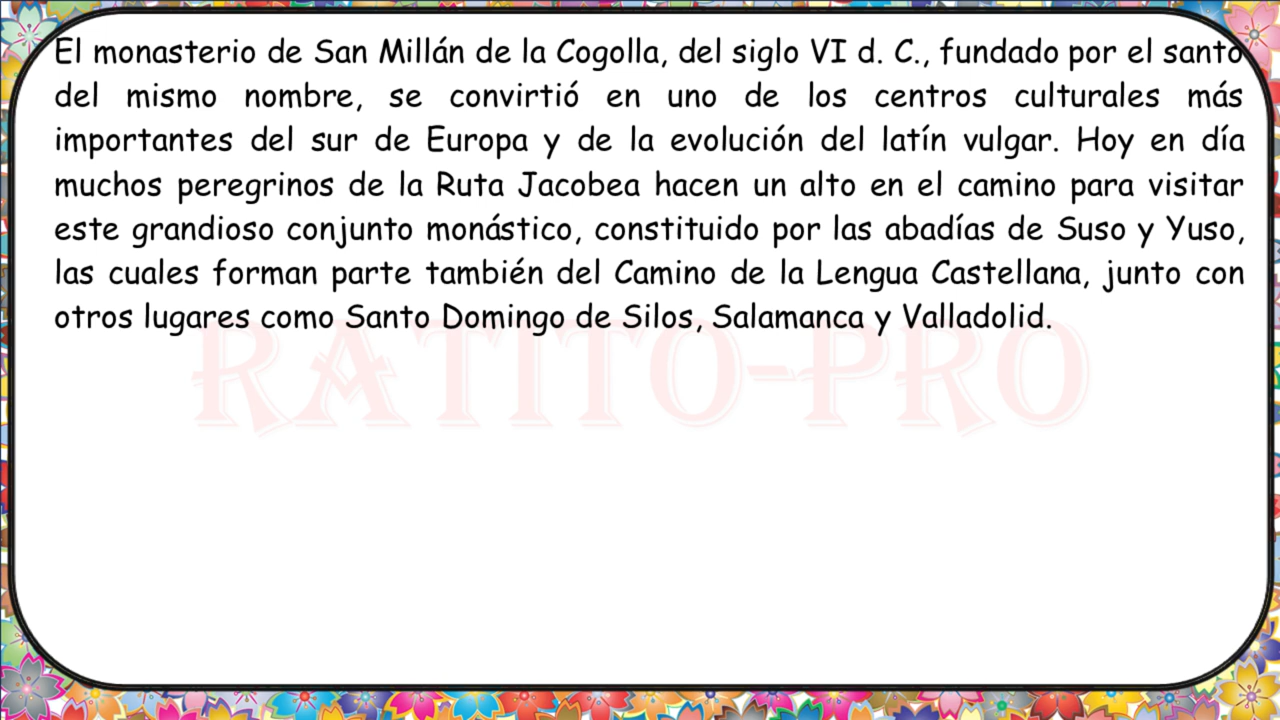 El monasterio de San Millán de la Cogolla, del siglo VI d. C., fundado por el santo
del mismo nombre, se convirtió en uno de los centros culturales más
importantes del sur de Europa y de la evolución del latín vulgar. Hoy en día
muchos peregrinos de la Ruta Jacobea hacen un alto en el camino para visitar
este grandioso conjunto monástico, constituido por las abadías de Suso y Yuso,
las cuales forman parte también del Camino de la Lengua Castellana, junto con
otros lugares como Santo Domingo de Silos, Salamanca y Valladolid.
RATITO-PRO